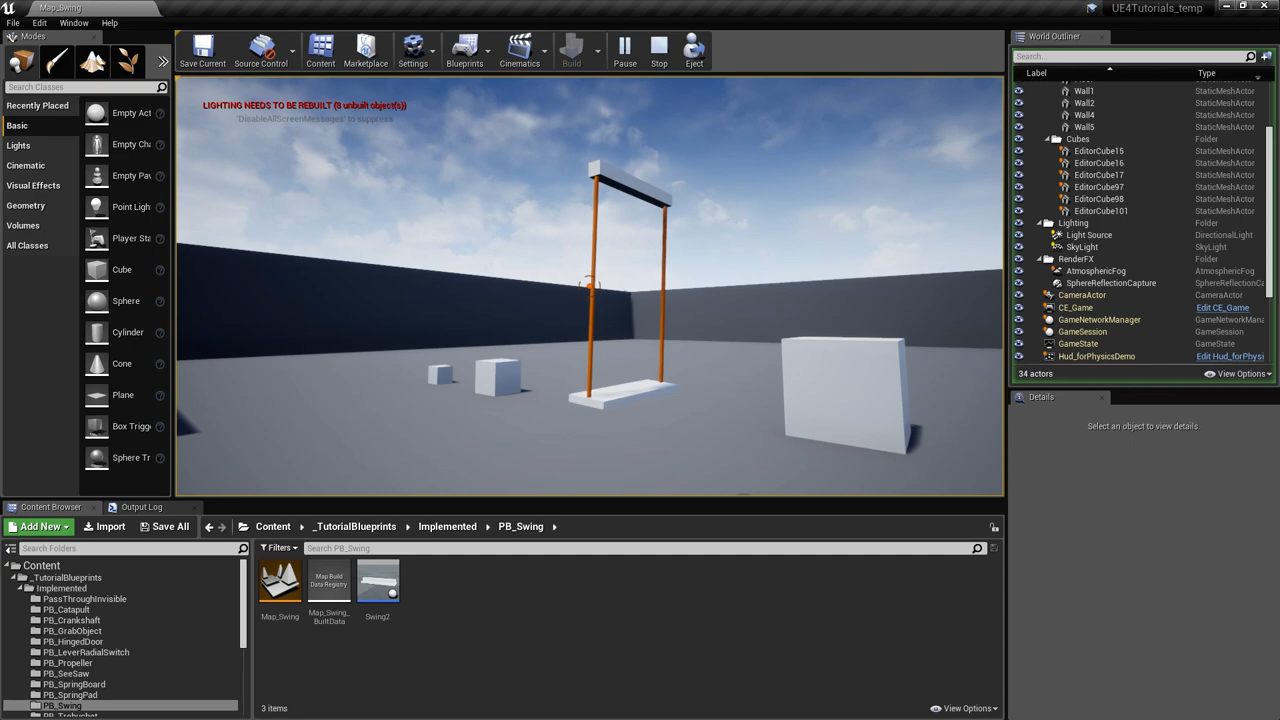 Map_Swing
UE4Tutorials_temp
File Edit Window Help
Modes
Search Classes
Recently Placed
Basic
Lights
Cinematic
Visual Effects
Geometry
Volumes
All Classes
Empty Act
Empty Cha
Empty Pav
Point Ligh
Player Sta
Cube
Sphere
Cylinder
Cone
Plane
Box Trigg
Sphere Tr
Save Current
Source Control
Content
Marketplace
Settings
Blueprints
Cinematics
Build
Pause
Stop
Eject
LIGHTING NEEDS TO BE REBUILT (8 unbuilt object(s))
'DisableAllScreenMessages' to suppress
World Outliner
Search...
Label Type
Wall1 StaticMeshActor
Wall2 StaticMeshActor
Wall4 StaticMeshActor
Wall5 StaticMeshActor
Cubes Folder
EditorCube15 StaticMeshActor
EditorCube16 StaticMeshActor
EditorCube17 StaticMeshActor
EditorCube97 StaticMeshActor
EditorCube98 StaticMeshActor
EditorCube101 StaticMeshActor
Lighting Folder
Light Source DirectionalLight
SkyLight SkyLight
RenderFX Folder
AtmosphericFog AtmosphericFog
SphereReflectionCapture SphereReflectionCa
CameraActor CameraActor
CE_Game Edit CE_Game
GameNetworkManager GameNetworkMana
GameSession GameSession
GameState GameState
Hud_forPhysicsDemo Edit Hud_forPhysi
34 actors
View Options
Details
Select an object to view details.
Content Browser
Output Log
Add New Import Save All
Content _TutorialBlueprints Implemented PB_Swing
Search Folders
Content
_TutorialBlueprints
Implemented
PassThroughInvisible
PB_Catapult
PB_Crankshaft
PB_GrabObject
PB_HingedDoor
PB_LeverRadialSwitch
PB_Propeller
PB_SeeSaw
PB_SpringBoard
PB_SpringPad
PB_Swing
Filters
Search PB_Swing
Map Build
Data Registry
Map_Swing
Map_Swing_
BuiltData
Swing2
3 items
View Options